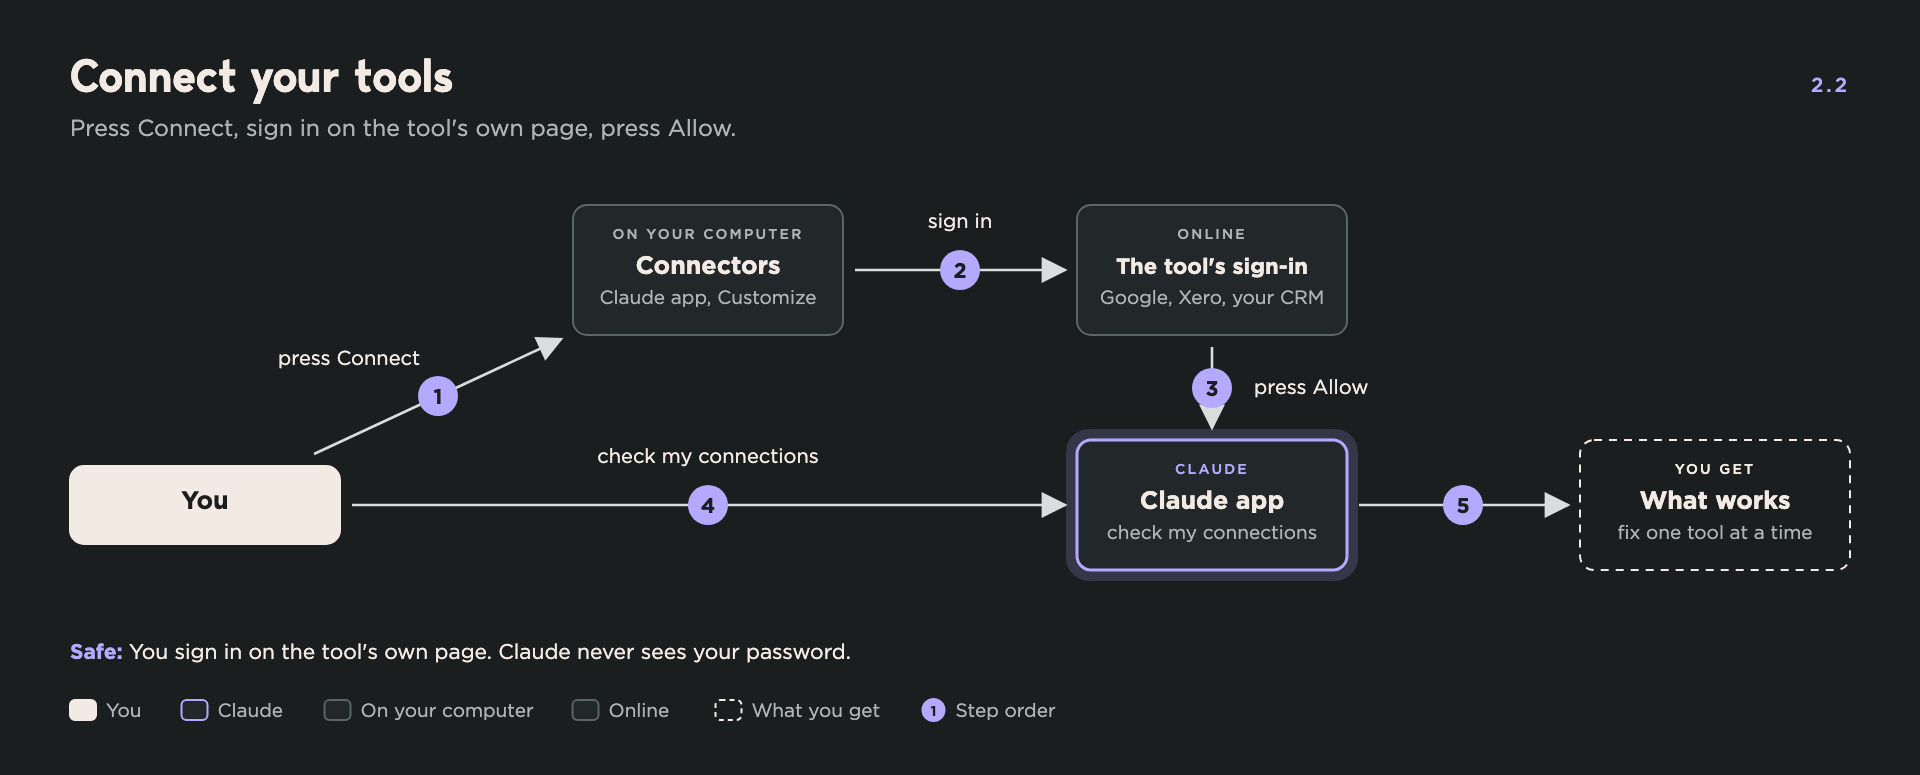 Connect your tools
2.2
Press Connect, sign in on the tool's own page, press Allow.
ON YOUR COMPUTER
Connectors
Claude app, Customize
sign in
2
ONLINE
The tool's sign-in
Google, Xero, your CRM
press Connect
1
3
press Allow
You
check my connections
4
CLAUDE
Claude app
check my connections
5
YOU GET
What works
fix one tool at a time
Safe: You sign in on the tool's own page. Claude never sees your password.
You
Claude
On your computer
Online
What you get
1
Step order